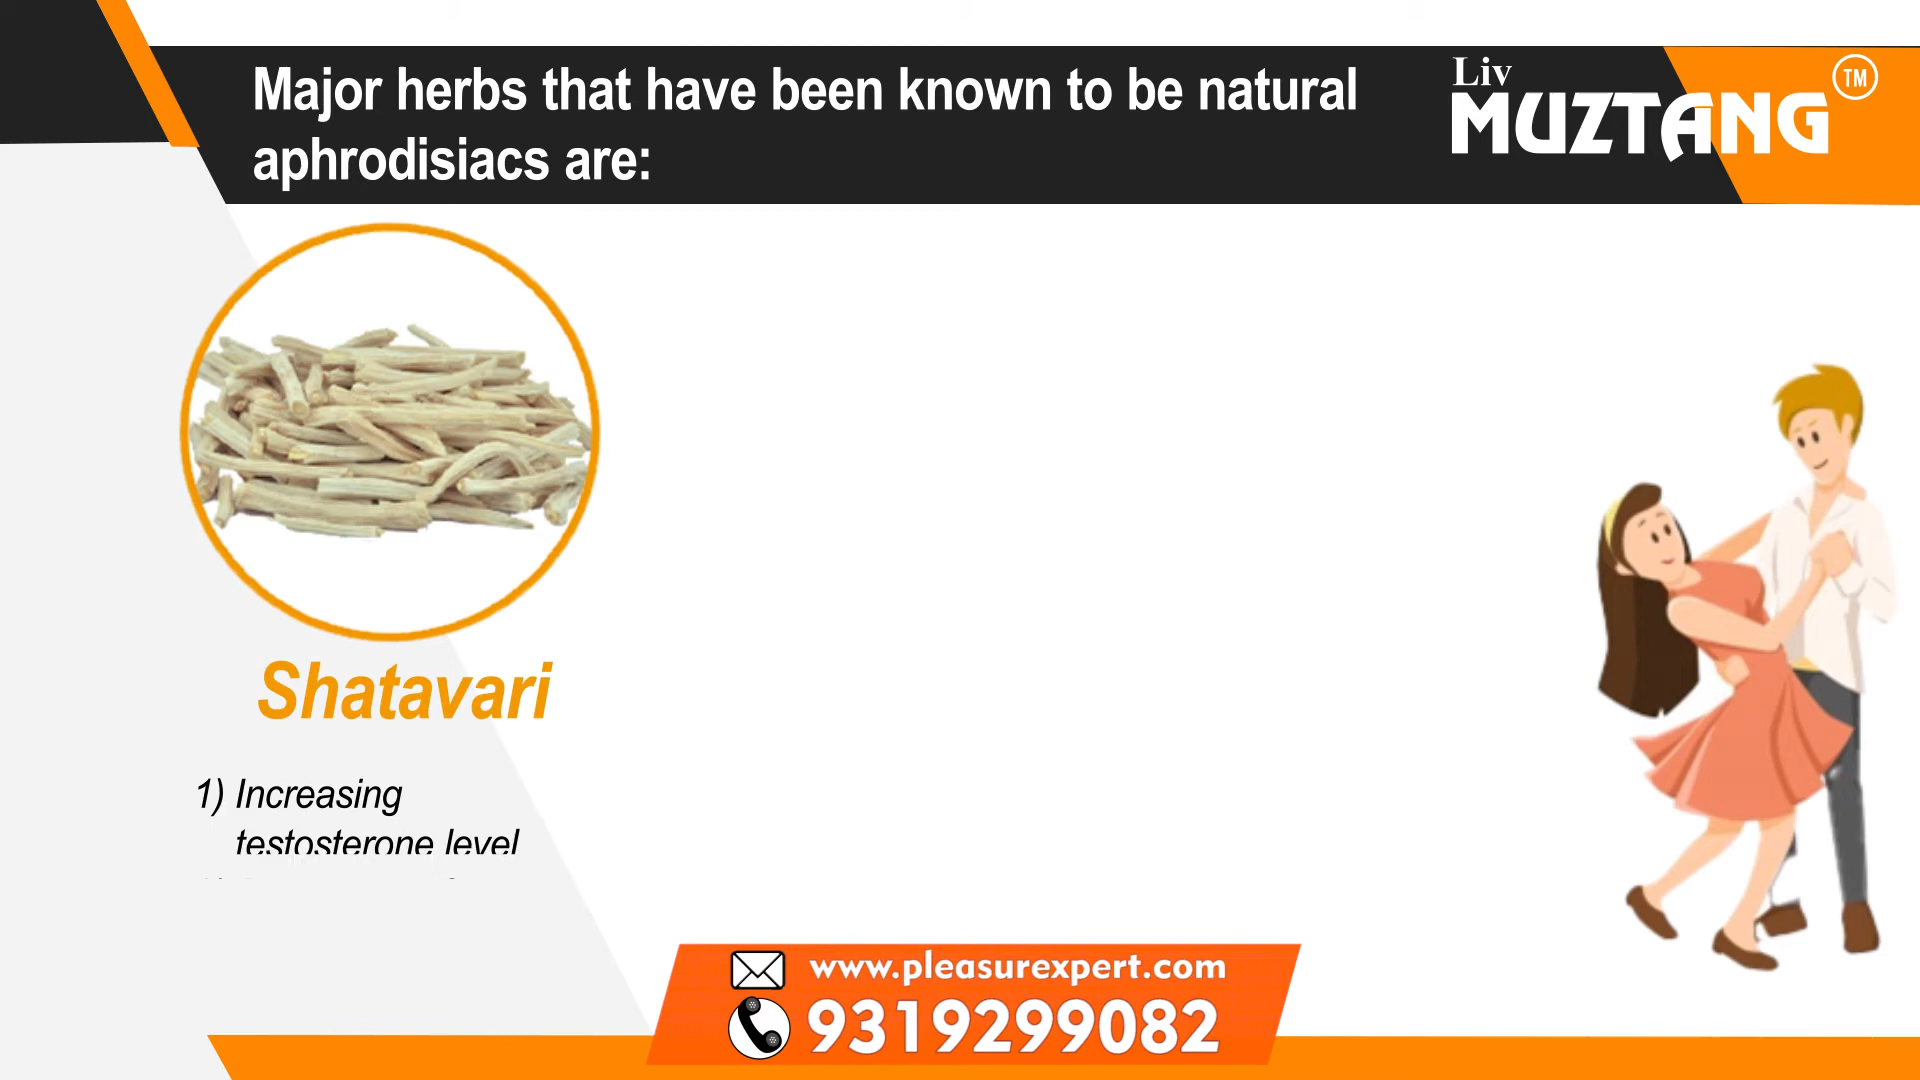 Major herbs that have been known to be natural
aphrodisiacs are:
Liv
MUZTANG
TM
Shatavari
1) Increasing
testosterone level
www.pleasurexpert.com
9319299082